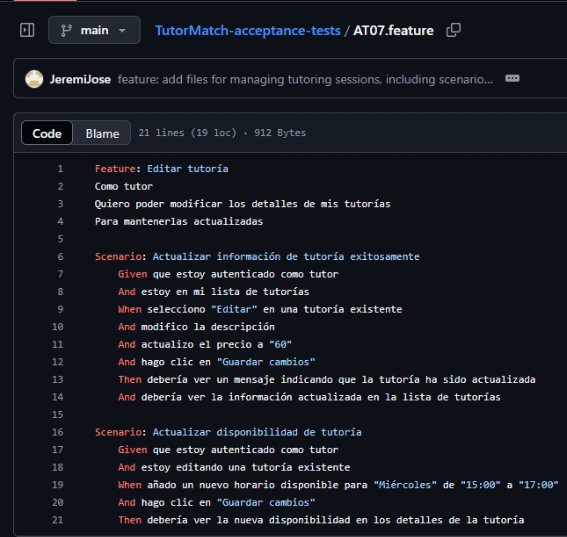 main
TutorMatch-acceptance-tests / AT07.feature
JeremiJose feature: add files for managing tutoring sessions, including scenario...
Code Blame 21 lines (19 loc) · 912 Bytes
1 Feature: Editar tutoría
2 Como tutor
3 Quiero poder modificar los detalles de mis tutorías
4 Para mantenerlas actualizadas
5
6 Scenario: Actualizar información de tutoría exitosamente
7 Given que estoy autenticado como tutor
8 And estoy en mi lista de tutorías
9 When selecciono "Editar" en una tutoría existente
10 And modifico la descripción
11 And actualizo el precio a "60"
12 And hago clic en "Guardar cambios"
13 Then debería ver un mensaje indicando que la tutoría ha sido actualizada
14 And debería ver la información actualizada en la lista de tutorías
15
16 Scenario: Actualizar disponibilidad de tutoría
17 Given que estoy autenticado como tutor
18 And estoy editando una tutoría existente
19 When añado un nuevo horario disponible para "Miércoles" de "15:00" a "17:00"
20 And hago clic en "Guardar cambios"
21 Then debería ver la nueva disponibilidad en los detalles de la tutoría